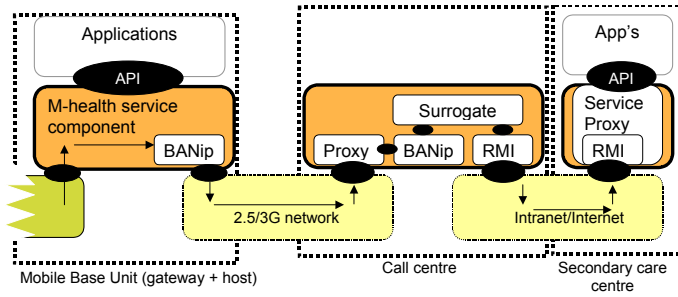 Applications
API
M-health service
component
BANip
2.5/3G network
Mobile Base Unit (gateway + host)
Surrogate
Proxy
BANip
RMI
Call centre
App's
API
Service
Proxy
RMI
Intranet/Internet
Secondary care
centre